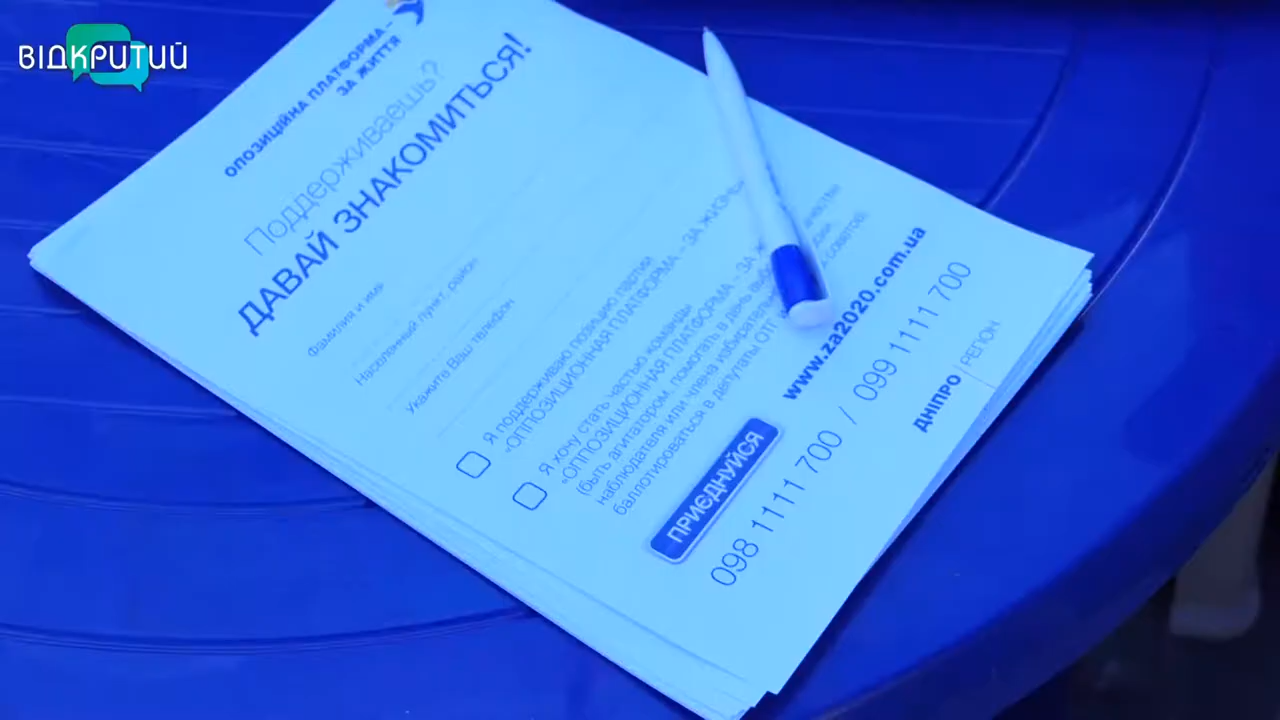 ВІДКРИТИЙ
ОПОЗИЦІЙНА ПЛАТФОРМА –
ЗА ЖИТТЯ
Поддерживаешь?
ДАВАЙ ЗНАКОМИТЬСЯ!
Фамилия и имя
Населенный пункт, район
Укажите Ваш телефон
Я поддерживаю позицию партии
«ОППОЗИЦИОННАЯ ПЛАТФОРМА - ЗА ЖИЗНЬ»
Я хочу стать частью команды
«ОППОЗИЦИОННАЯ ПЛАТФОРМА - ЗА
(быть агитатором, помогать в день
наблюдателя или члена избирательной
баллотироваться в депутаты ОТГ
ПРИЄДНУЙСЯ
www.za2020.com.ua
098 1111 700 / 099 1111 700
ДНІПРО РЕГІОН